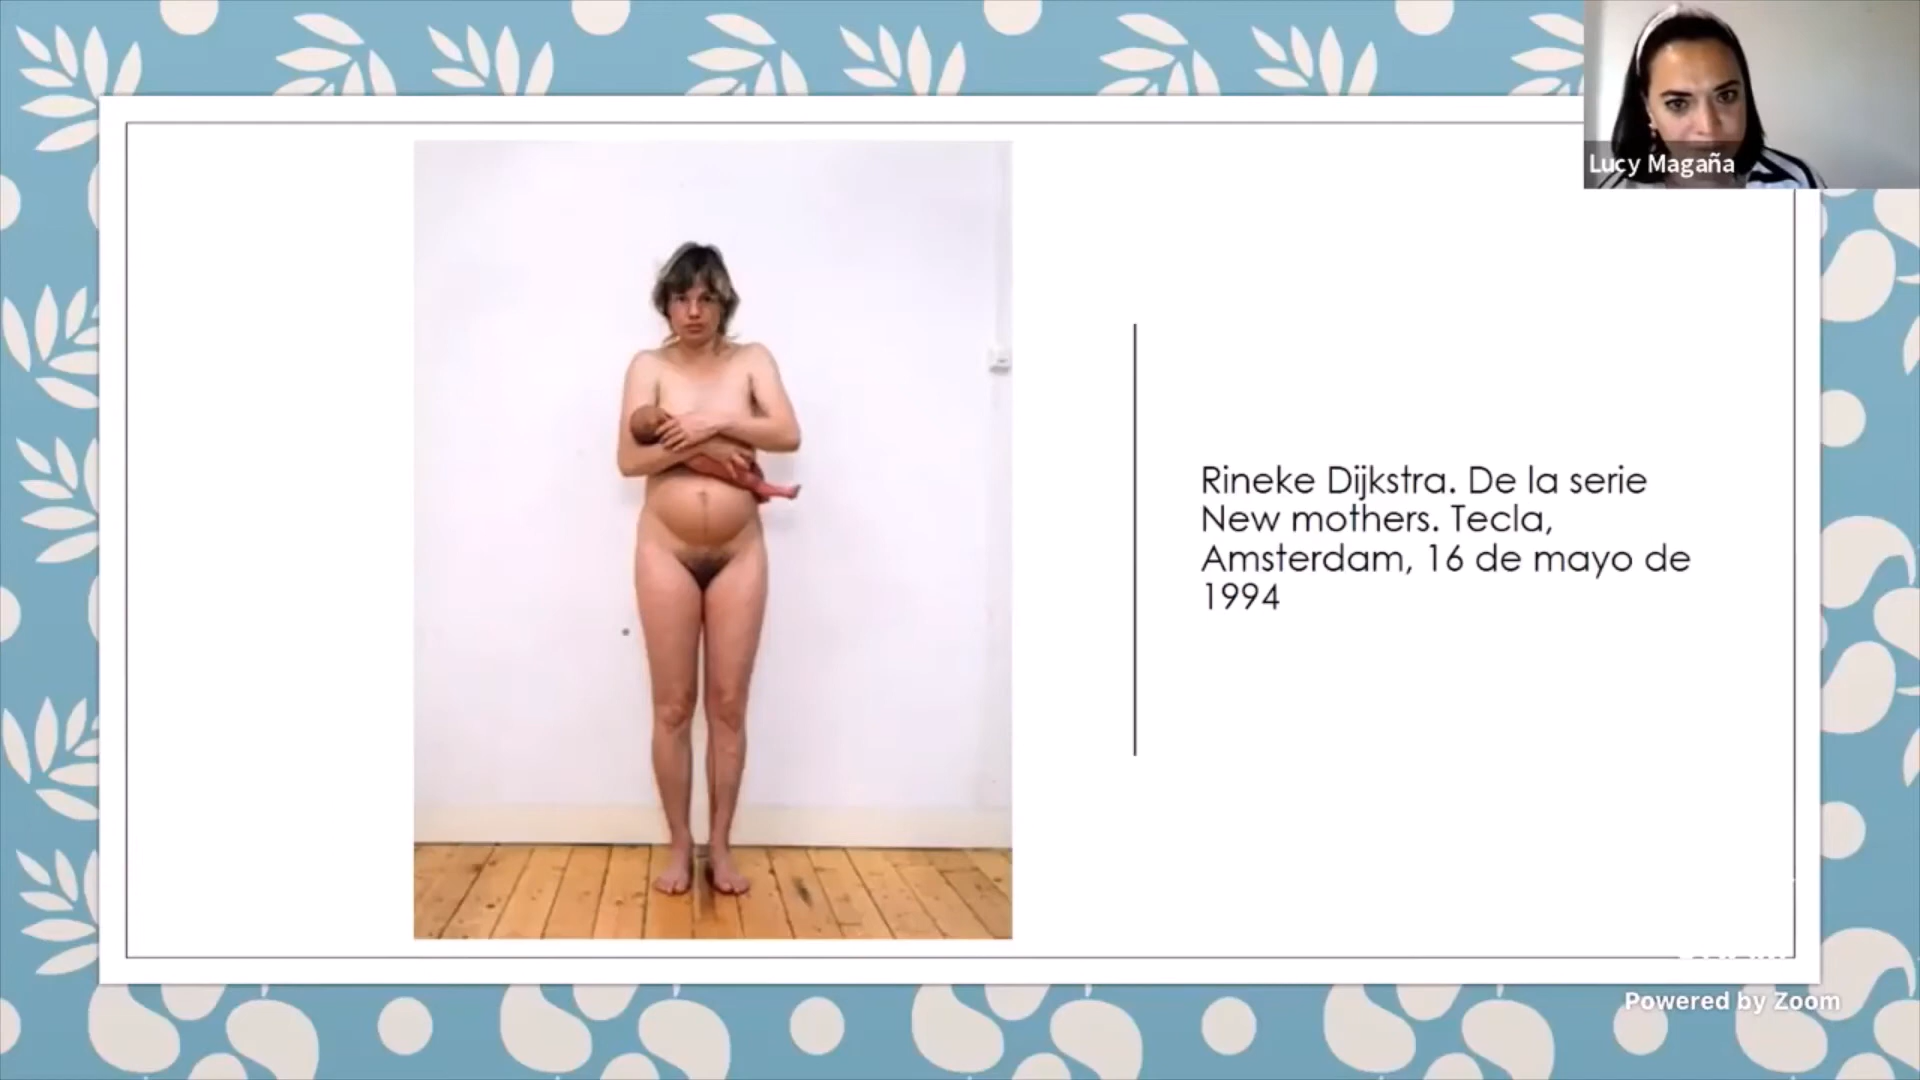 Lucy Magaña
Rineke Dijkstra. De la serie
New mothers. Tecla,
Amsterdam, 16 de mayo de
1994
Powered by Zoom